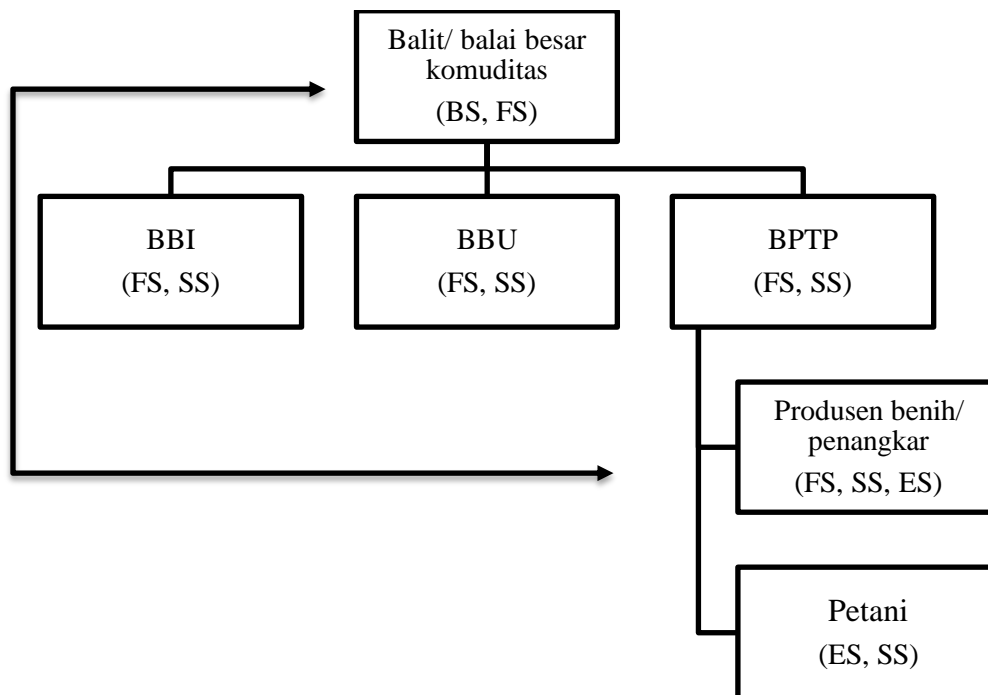 Balit/ balai besar
komuditas
(BS, FS)
BBI
(FS, SS)
BBU
(FS, SS)
BPTP
(FS, SS)
Produsen benih/
penangkar
(FS, SS, ES)
Petani
(ES, SS)